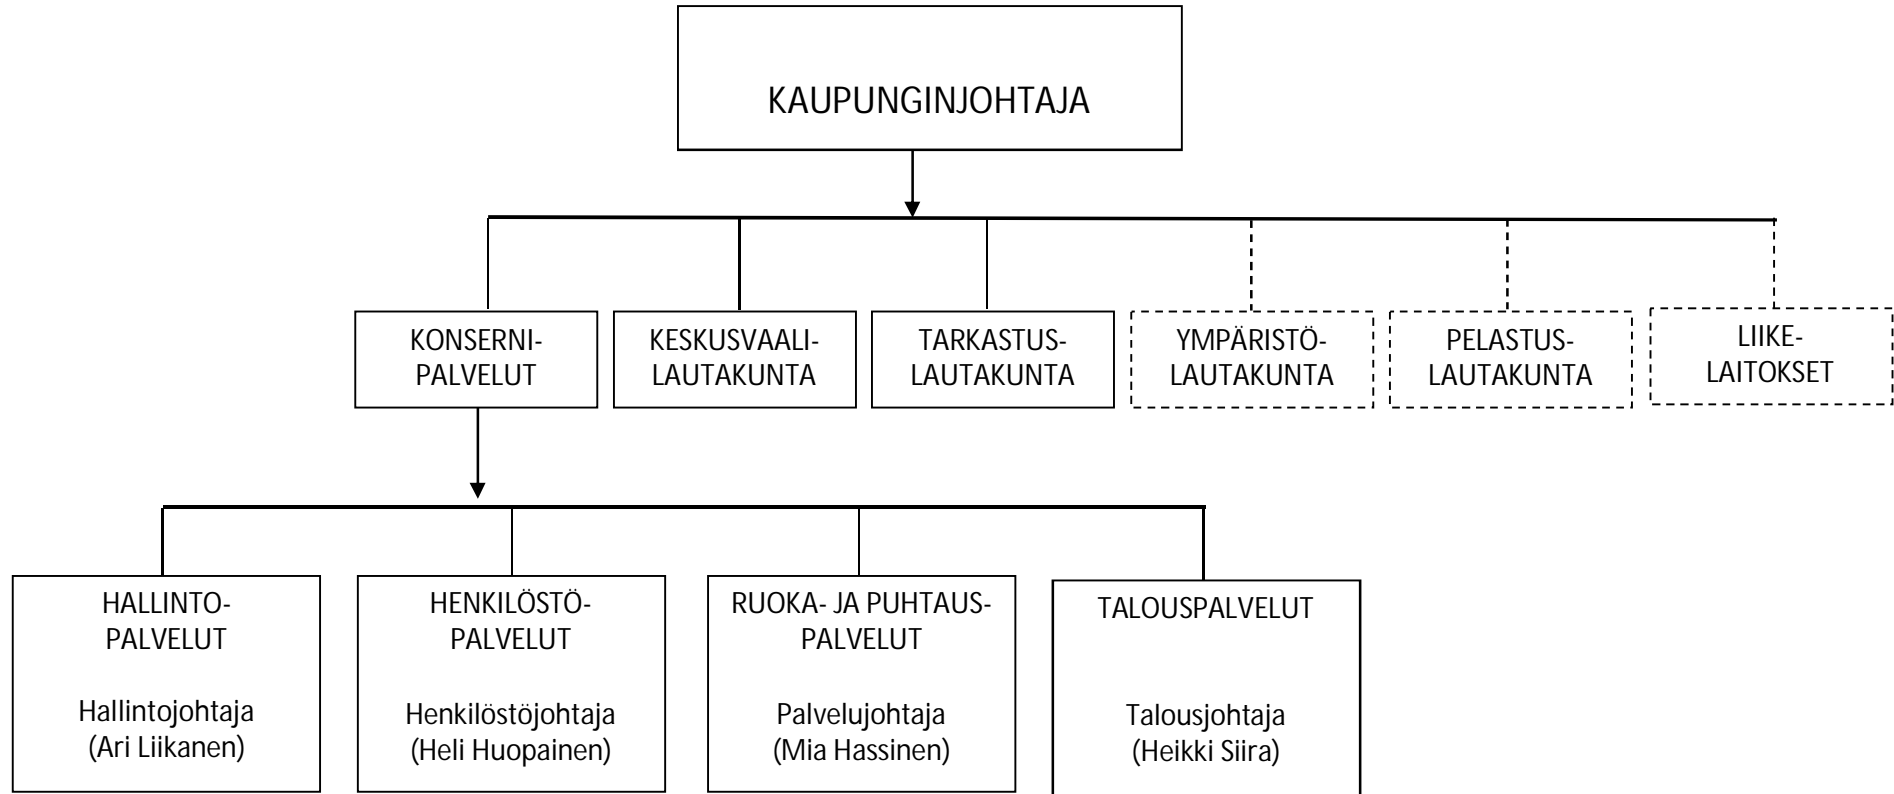 KAUPUNGINJOHTAJA
KONSERNI-
PALVELUT
KESKUSVAALI-
LAUTAKUNTA
TARKASTUS-
LAUTAKUNTA
YMPÄRISTÖ-
LAUTAKUNTA
PELASTUS-
LAUTAKUNTA
LIIKE-
LAITOKSET
HALLINTO-
PALVELUT
Hallintojohtaja
(Ari Liikanen)
HENKILÖSTÖ-
PALVELUT
Henkilöstöjohtaja
(Heli Huopainen)
RUOKA- JA PUHTAUS-
PALVELUT
Palvelujohtaja
(Mia Hassinen)
TALOUSPALVELUT
Talousjohtaja
(Heikki Siira)